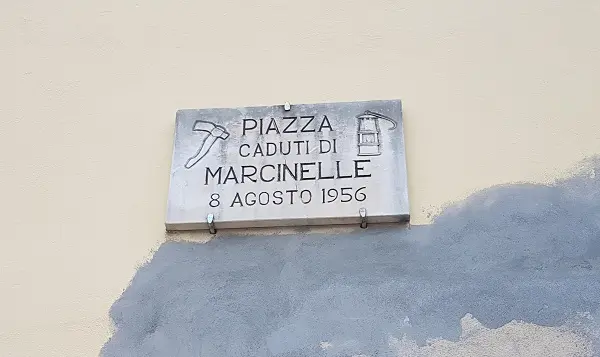 PIAZZA
CADUTI DI
MARCINELLE
8 AGOSTO 1956